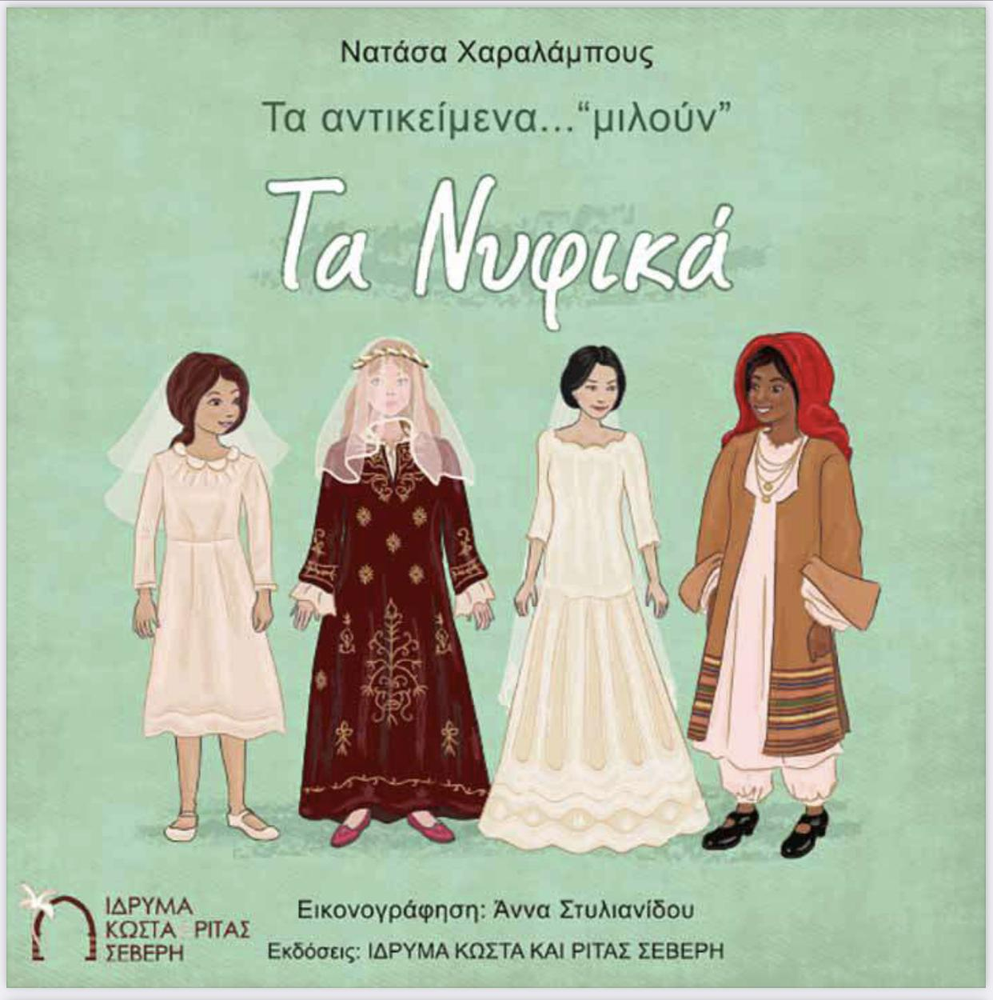 Νατάσα Χαραλάμπους
Τα αντικείμενα...“μιλούν”
Τα Νυφικά
ΙΔΡΥΜΑ
ΚΩΣΤΑ & ΡΙΤΑΣ
ΣΕΒΕΡΗ
Εικονογράφηση: Άννα Στυλιανίδου
Εκδόσεις: ΙΔΡΥΜΑ ΚΩΣΤΑ ΚΑΙ ΡΙΤΑΣ ΣΕΒΕΡΗ